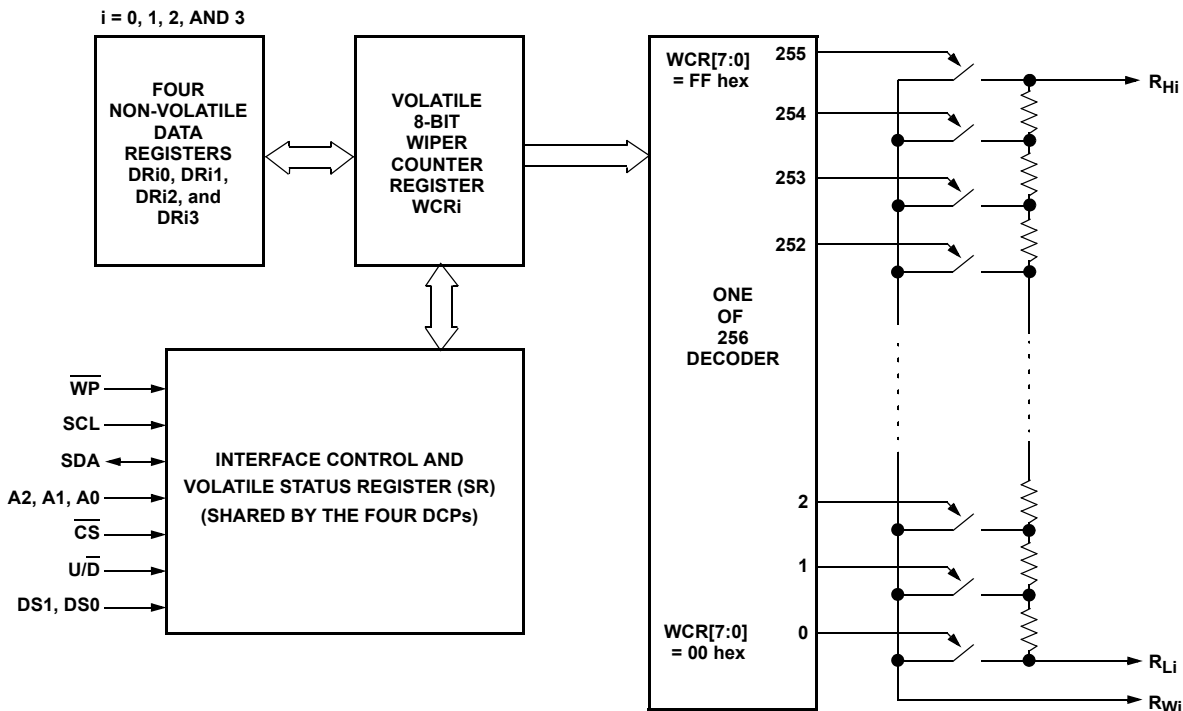 i = 0, 1, 2, AND 3
FOUR
NON-VOLATILE
DATA
REGISTERS
DRi0, DRi1,
DRi2, and
DRi3
VOLATILE
8-BIT
WIPER
COUNTER
REGISTER
WCRi
WCR[7:0]
= FF hex
255
254
253
252
ONE
OF
256
DECODER
2
1
0
WCR[7:0]
= 00 hex
RHi
RLi
RWi
WP
SCL
SDA
A2, A1, A0
CS
U/D
DS1, DS0
INTERFACE CONTROL AND
VOLATILE STATUS REGISTER (SR)
(SHARED BY THE FOUR DCPs)